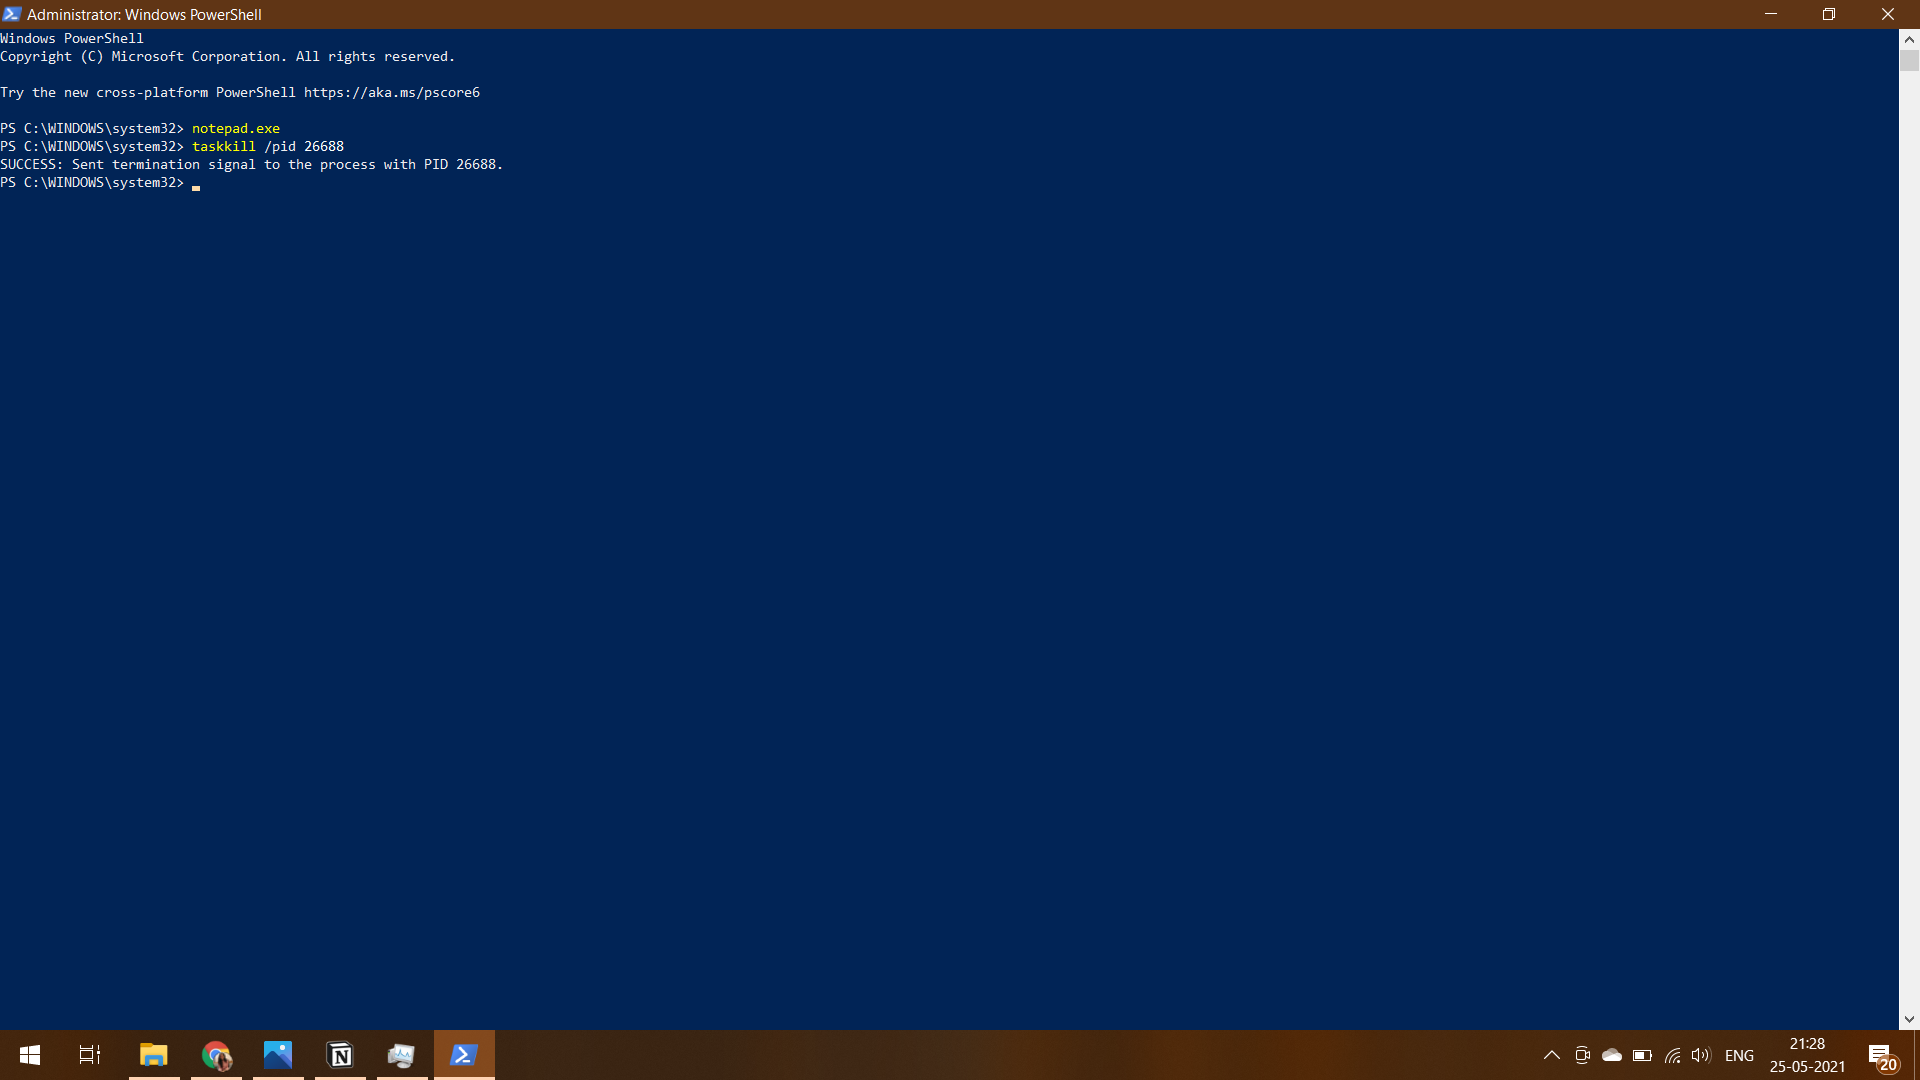 Administrator: Windows PowerShell
Windows PowerShell
Copyright (C) Microsoft Corporation. All rights reserved.
Try the new cross-platform PowerShell https://aka.ms/pscore6
PS C:\WINDOWS\system32> notepad.exe
PS C:\WINDOWS\system32> taskkill /pid 26688
SUCCESS: Sent termination signal to the process with PID 26688.
PS C:\WINDOWS\system32>
ENG
21:28
25-05-2021
20